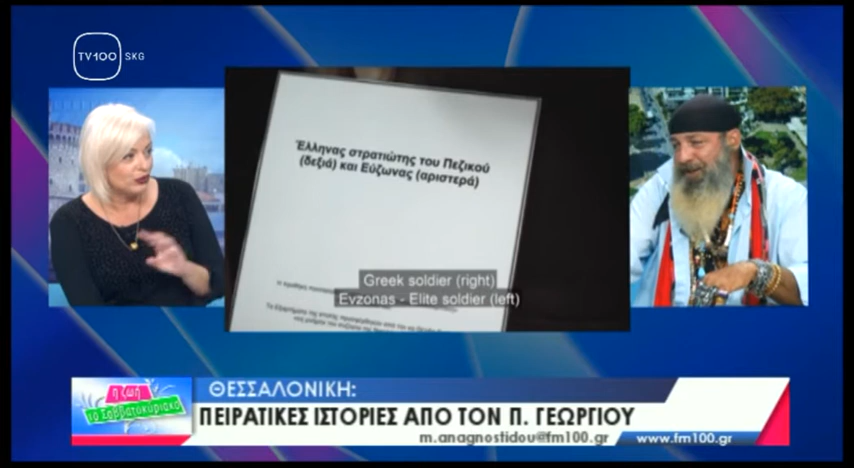 TV100 SKG
Έλληνας στρατιώτης του Πεζικού
(δεξιά) και Εύζωνας (αριστερά)
Greek soldier (right)
Evzonas - Elite soldier (left)
η ζωή
το Σαββατοκύριακο
ΘΕΣΣΑΛΟΝΙΚΗ:
ΠΕΙΡΑΤΙΚΕΣ ΙΣΤΟΡΙΕΣ ΑΠΟ ΤΟΝ Π. ΓΕΩΡΓΙΟΥ
m.anagnostidou@fm100.gr
www.fm100.gr